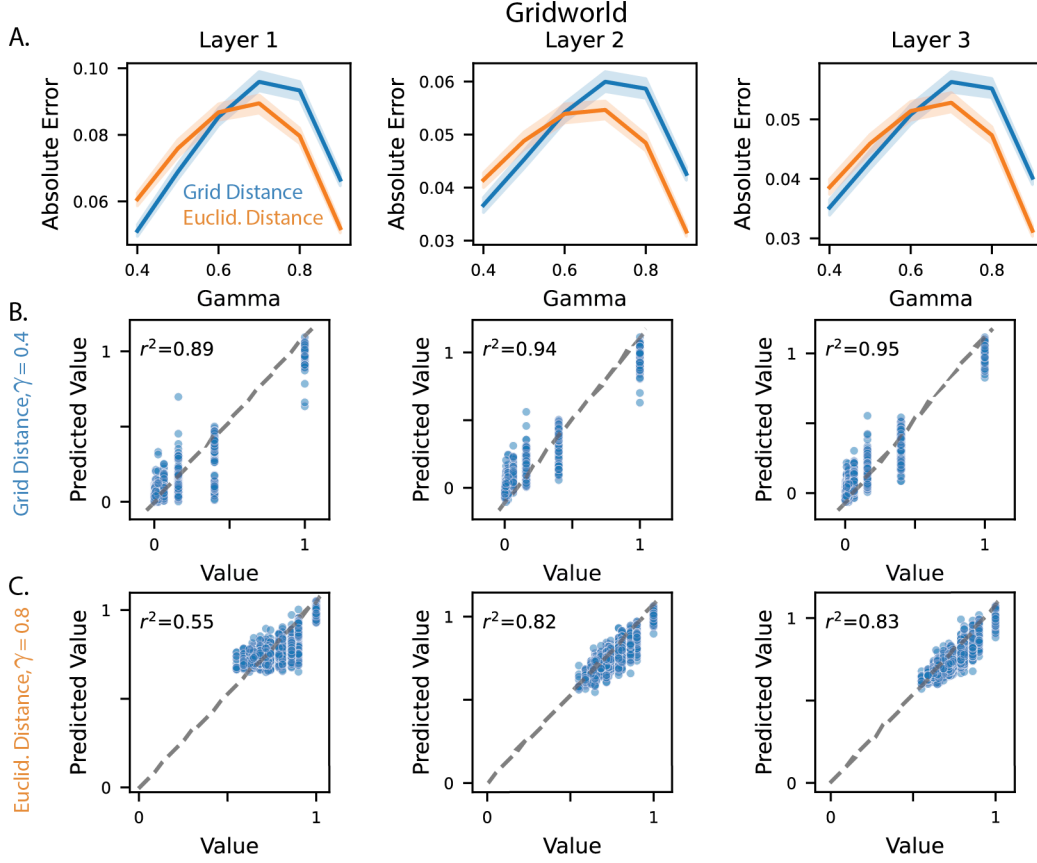 Gridworld
A.
Layer 1
Layer 2
Layer 3
Absolute Error
0.10
0.08
0.06
Grid Distance
Euclid. Distance
0.4
0.6
0.8
Gamma
Absolute Error
0.06
0.05
0.04
0.03
0.4
0.6
0.8
Gamma
Absolute Error
0.05
0.04
0.03
0.4
0.6
0.8
Gamma
B.
Grid Distance, γ = 0.4
Predicted Value
1
0
r²=0.89
0
1
Value
Predicted Value
1
0
r²=0.94
0
1
Value
Predicted Value
1
0
r²=0.95
0
1
Value
C.
Euclid. Distance, γ = 0.8
Predicted Value
1
0
r²=0.55
0
1
Value
Predicted Value
1
0
r²=0.82
0
1
Value
Predicted Value
1
0
r²=0.83
0
1
Value